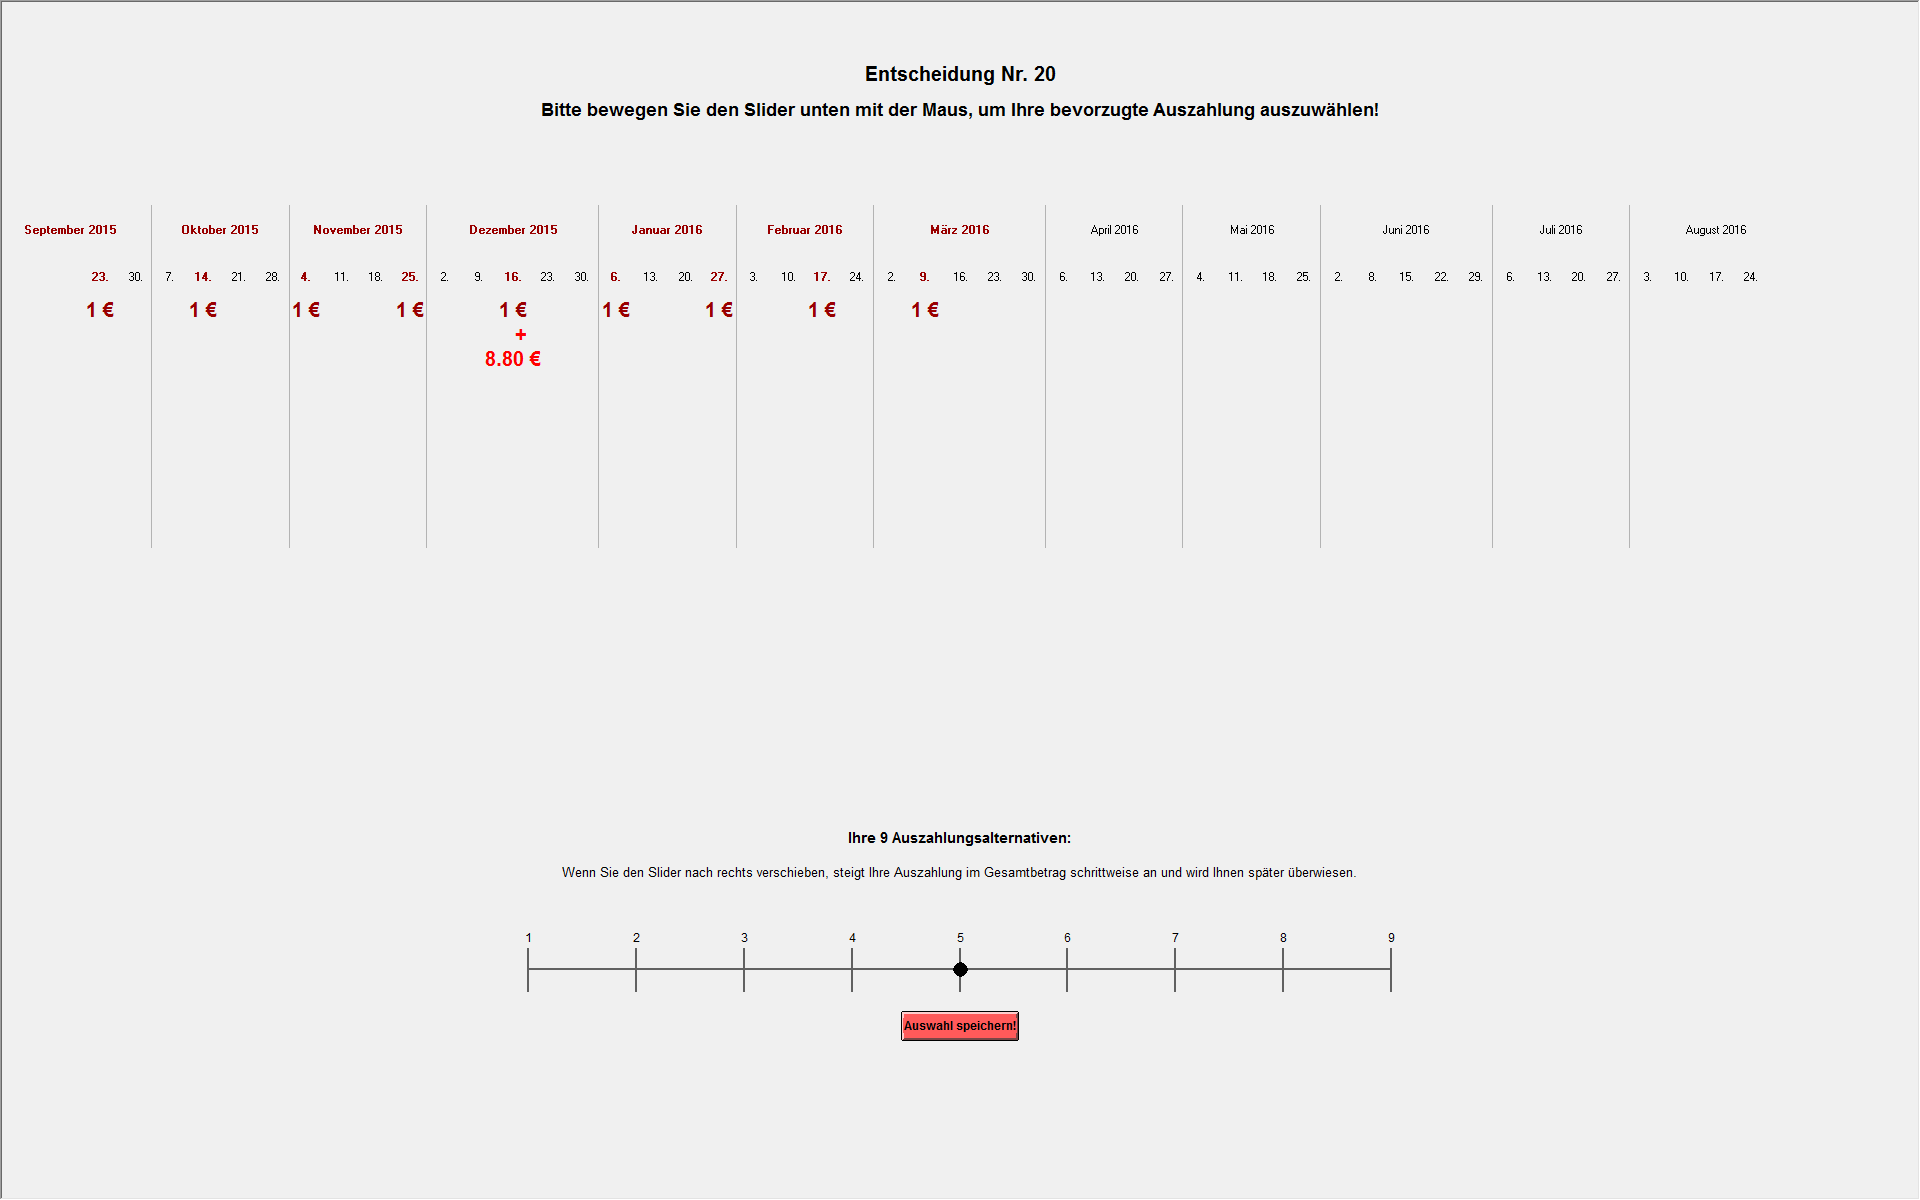 Entscheidung Nr. 20
Bitte bewegen Sie den Slider unten mit der Maus, um Ihre bevorzugte Auszahlung auszuwählen!
September 2015 Oktober 2015 November 2015 Dezember 2015 Januar 2016 Februar 2016 März 2016 April 2016 Mai 2016 Juni 2016 Juli 2016 August 2016
23. 30. 7. 14. 21. 28. 4. 11. 18. 25. 2. 9. 16. 23. 30. 6. 13. 20. 27. 3. 10. 17. 24. 2. 9. 16. 23. 30. 6. 13. 20. 27. 4. 11. 18. 25. 2. 8. 15. 22. 29. 6. 13. 20. 27. 3. 10. 17. 24.
1 € 1 € 1 € 1 € 1 € 1 € 1 € 1 € 1 €
+
8.80 €
Ihre 9 Auszahlungsalternativen:
Wenn Sie den Slider nach rechts verschieben, steigt Ihre Auszahlung im Gesamtbetrag schrittweise an und wird Ihnen später überwiesen.
1 2 3 4 5 6 7 8 9
Auswahl speichern!